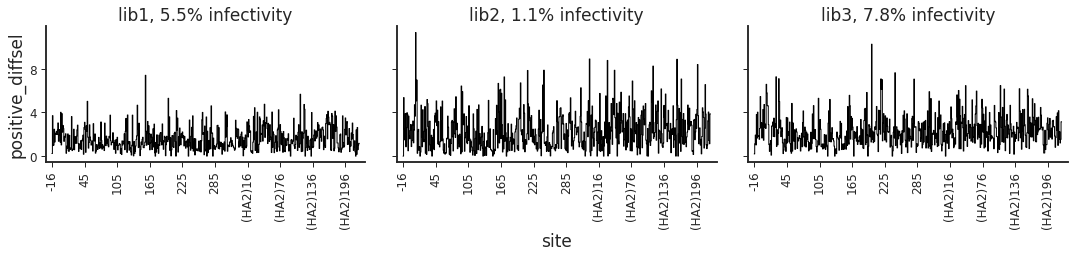 lib1, 5.5% infectivity
lib2, 1.1% infectivity
lib3, 7.8% infectivity
positive_diffsel
8
4
0
-16 45 105 165 225 285 (HA2)16 (HA2)76 (HA2)136 (HA2)196
-16 45 105 165 225 285 (HA2)16 (HA2)76 (HA2)136 (HA2)196
-16 45 105 165 225 285 (HA2)16 (HA2)76 (HA2)136 (HA2)196
site